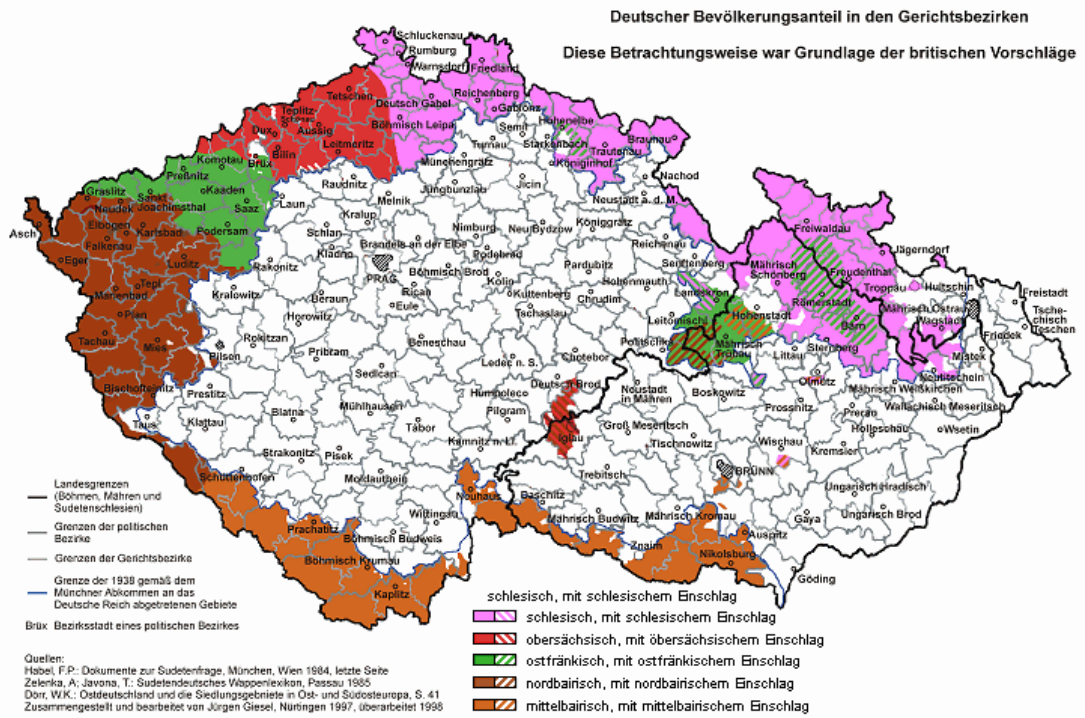 Deutscher Bevölkerungsanteil in den Gerichtsbezirken
Diese Betrachtungsweise war Grundlage der britischen Vorschläge
Schluckenau
Rumburg
Warnsdorf
Friedland
Tetschen
Reichenberg
Deutsch Gabel
Gablonz
Teplitz-
Schönau
Hohenelbe
Dux
Aussig
Böhmisch Leipa
Semil
Braunau
Starkenbach
Trautenau
Bilin
Leitmeritz
Turnau
Komotau
Brüx
Münchengrätz
Königinhof
Preßnitz
Nachod
Raudnitz
Jungbunzlau
Jicin
Graslitz
Sankt
Joachimsthal
Kaaden
Neudek
Saaz
Laun
Melnik
Neustadt a. d. M.
Kralup
Freiwaldau
Asch
Elbogen
Karlsbad
Podersam
Schlan
Nimburg
Neu Bydzow
Königgrätz
Falkenau
Kladno
Brandeis an der Elbe
Reichenau
Jägerndorf
Eger
Luditz
Rakonitz
Podebrad
Senftenberg
Mährisch
Schönberg
Freudenthal
PRAG
Böhmisch Brod
Pardubitz
Troppau
Hultschin
Tepl
Kralowitz
Rican
Kolin
Hohenmauth
Landskron
Freistadt
Marienbad
Beraun
Eule
Kuttenberg
Chrudim
Römerstadt
Mährisch Ostrau
Tsche-
chisch
Teschen
Plan
Horowitz
Tschaslau
Leitomischl
Hohenstadt
Bärn
Wagstadt
Friedek
Tachau
Mies
Rokitzan
Beneschau
Politschka
Mährisch
Trübau
Sternberg
Pilsen
Pribram
Ledec n. S.
Chotebor
Littau
Mistek
Bischofteinitz
Sedlcan
Deutsch Brod
Neustadt
in Mähren
Olmütz
Neutitschein
Mährisch Weißkirchen
Prestitz
Humpoleco
Boskowitz
Taus
Klattau
Blatna
Mühlhausen
Pilgram
Prossnitz
Prerau
Wallachisch Meseritsch
Tábor
Groß Meseritsch
Holleschau
Wsetin
Kamnitz n. L.
Iglau
Tischnowitz
Wischau
Kremsier
Strakonitz
Pisek
Schüttenhofen
Moldauthein
Trebitsch
BRÜNN
Neuhaus
Datschitz
Ungarisch Hradisch
Prachatitz
Wittingau
Mährisch Budwitz
Mährisch Kromau
Gaya
Ungarisch Brod
Böhmisch Budweis
Auspitz
Znaim
Nikolsburg
Böhmisch Krumau
Göding
Kaplitz
Landesgrenzen
(Böhmen, Mähren und
Sudetenschlesien)
Grenzen der politischen
Bezirke
Grenzen der Gerichtsbezirke
Grenze der 1938 gemäß dem
Münchner Abkommen an das
Deutsche Reich abgetretenen Gebiete
Brüx Bezirksstadt eines politischen Bezirkes
schlesisch, mit schlesischem Einschlag
schlesisch, mit schlesischem Einschlag
obersächsisch, mit übersächsischem Einschlag
ostfränkisch, mit ostfränkischem Einschlag
nordbairisch, mit nordbairischem Einschlag
mittelbairisch, mit mittelbairischem Einschlag
Quellen:
Habel, F.P.: Dokumente zur Sudetenfrage, München, Wien 1984, letzte Seite
Zelenka, A; Javona, T.: Sudetendeutsches Wappenlexikon, Passau 1985
Dörr, W.K.: Ostdeutschland und die Siedlungsgebiete in Ost- und Südosteuropa, S. 41
Zusammengestellt und bearbeitet von Jürgen Giesel, Nürtingen 1997, überarbeitet 1998